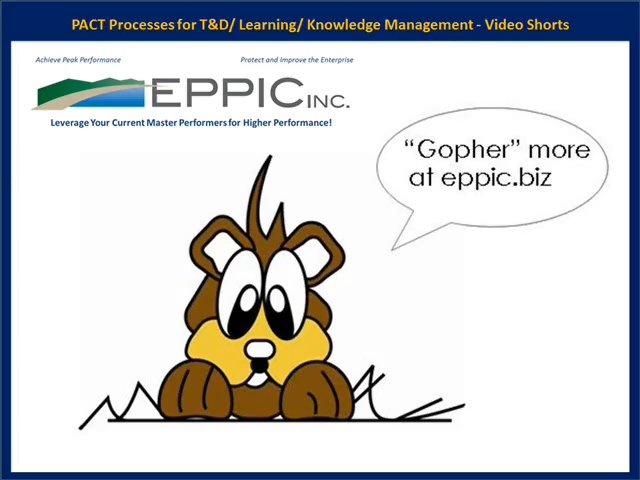 PACT Processes for T&D/ Learning/ Knowledge Management - Video Shorts
Achieve Peak Performance Protect and Improve the Enterprise
EPPIC INC.
Leverage Your Current Master Performers for Higher Performance!
“Gopher” more
at eppic.biz